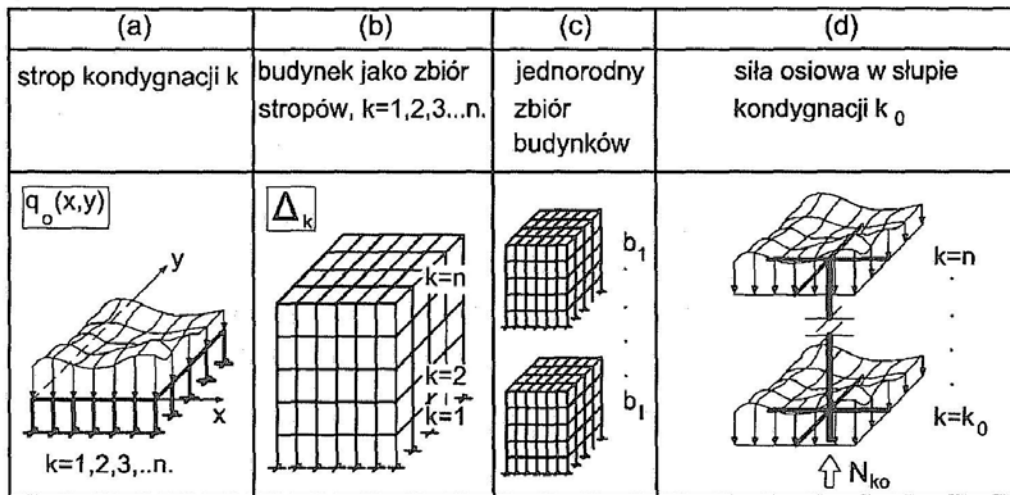 (a)
(b)
(c)
(d)
strop kondygnacji k
budynek jako zbiór
stropów, k=1,2,3...n.
jednorodny
zbiór
budynków
siła osiowa w słupie
kondygnacji k₀
q₀(x,y)
y
x
k=1,2,3,..n.
Δₖ
k=n
k=2
k=1
b₁
.
.
.
bₗ
k=n
.
.
.
k=k₀
Nₖₒ